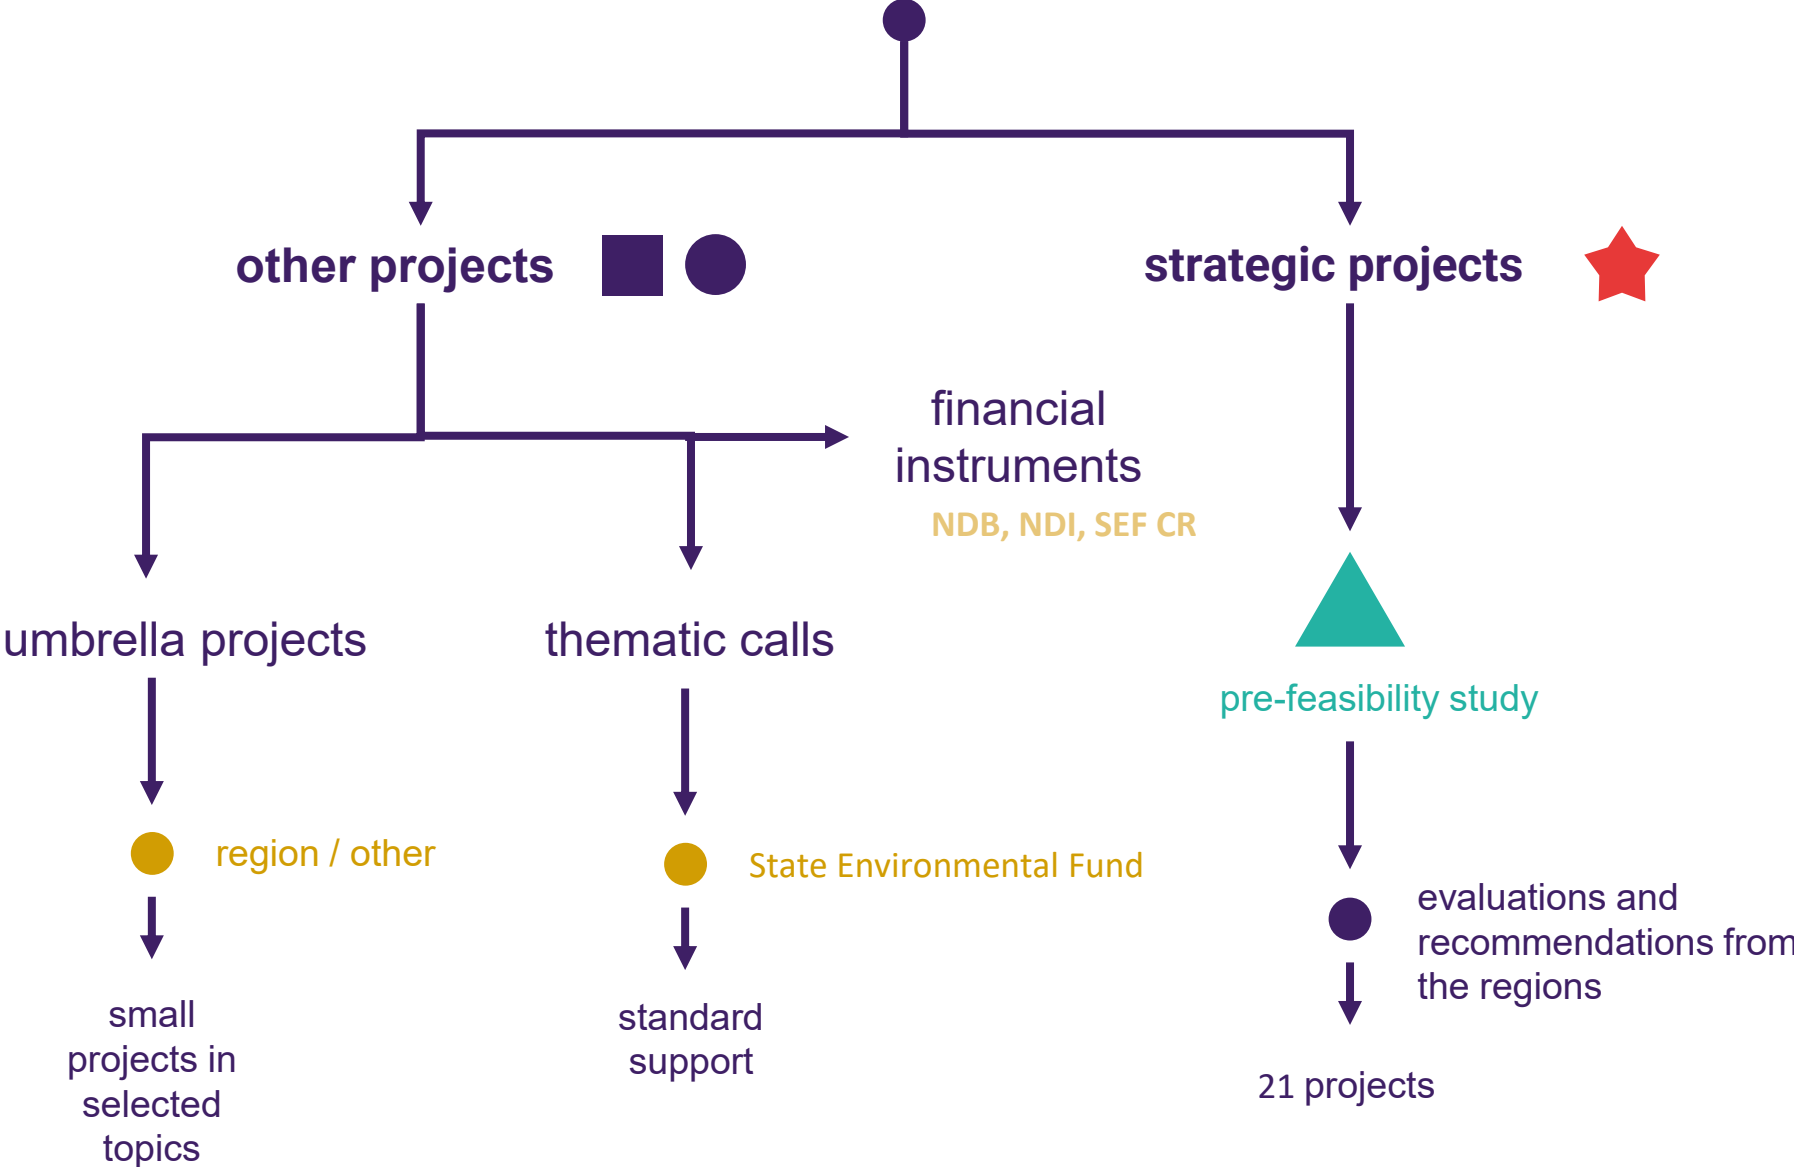 other projects
strategic projects
financial
instruments
NDB, NDI, SEF CR
umbrella projects
thematic calls
pre-feasibility study
region / other
State Environmental Fund
evaluations and
recommendations from
the regions
small
projects in
selected
topics
standard
support
21 projects